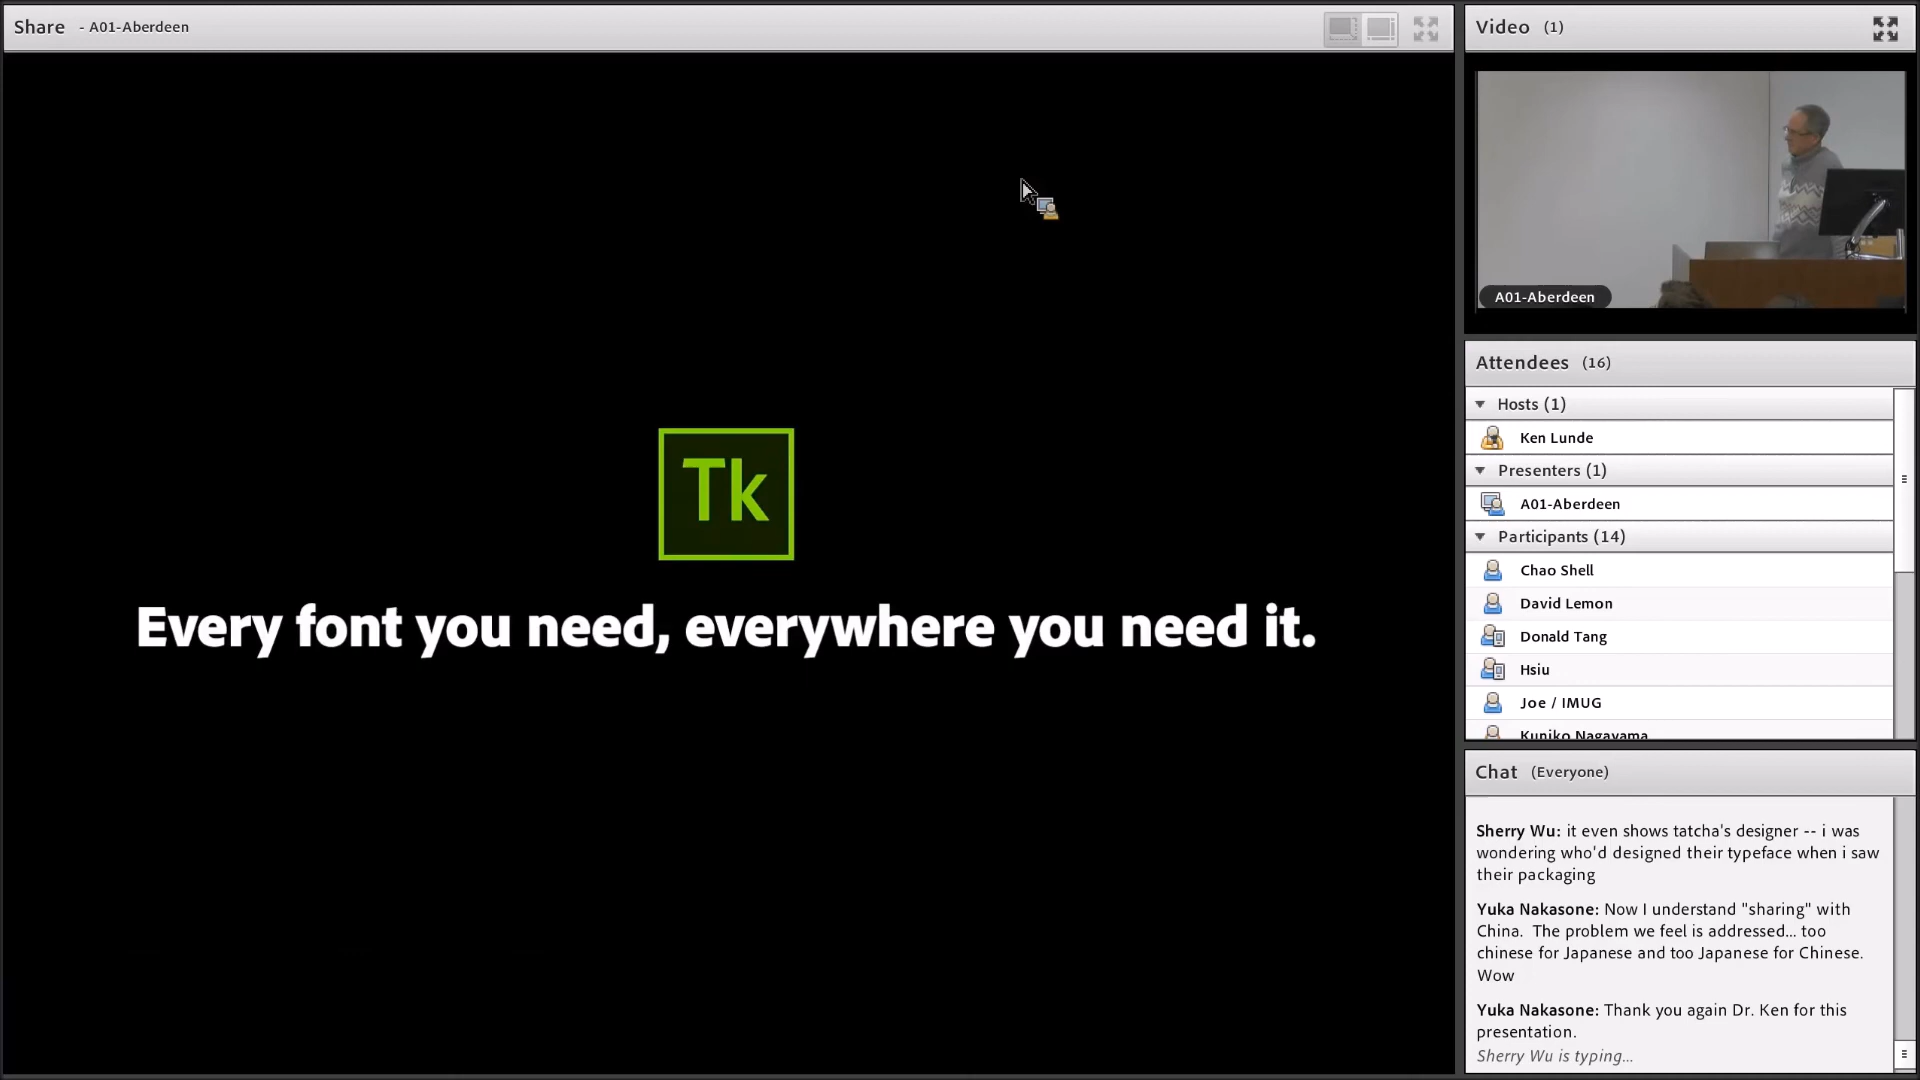 Share - A01-Aberdeen
Tk
Every font you need, everywhere you need it.
Video (1)
A01-Aberdeen
Attendees (16)
Hosts (1)
Ken Lunde
Presenters (1)
A01-Aberdeen
Participants (14)
Chao Shell
David Lemon
Donald Tang
Hsiu
Joe / IMUG
Kuniko Nagayama
Chat (Everyone)
Sherry Wu: it even shows tatcha's designer -- i was
wondering who'd designed their typeface when i saw
their packaging
Yuka Nakasone: Now I understand "sharing" with
China.  The problem we feel is addressed... too
chinese for Japanese and too Japanese for Chinese.
Wow
Yuka Nakasone: Thank you again Dr. Ken for this
presentation.
Sherry Wu is typing...